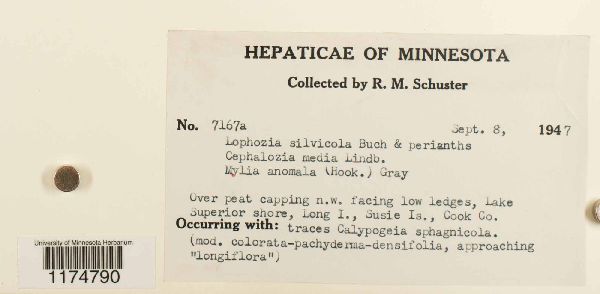 HEPATICAE OF MINNESOTA
Collected by R. M. Schuster
No. 7167a Sept. 8, 1947
Lophozia silvicola Buch & perianths
Cephalozia media Lindb.
Mylia anomala (Hook.) Gray
Over peat capping n.w. facing low ledges, Lake
Superior shore, Long I., Susie Is., Cook Co.
Occurring with: traces Calypogeia sphagnicola.
(mod. colorata-pachyderma-densifolia, approaching
"longiflora")
University of Minnesota Herbarium
1174790